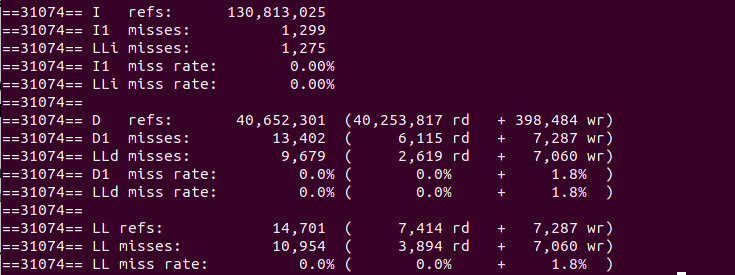 ==31074== I   refs:      130,813,025
==31074== I1  misses:          1,299
==31074== LLi misses:          1,275
==31074== I1  miss rate:        0.00%
==31074== LLi miss rate:        0.00%
==31074==
==31074== D   refs:       40,652,301  (40,253,817 rd   + 398,484 wr)
==31074== D1  misses:         13,402  (     6,115 rd   +   7,287 wr)
==31074== LLd misses:          9,679  (     2,619 rd   +   7,060 wr)
==31074== D1  miss rate:         0.0% (       0.0%     +     1.8%  )
==31074== LLd miss rate:         0.0% (       0.0%     +     1.8%  )
==31074==
==31074== LL refs:            14,701  (     7,414 rd   +   7,287 wr)
==31074== LL misses:          10,954  (     3,894 rd   +   7,060 wr)
==31074== LL miss rate:          0.0% (       0.0%     +     1.8%  )